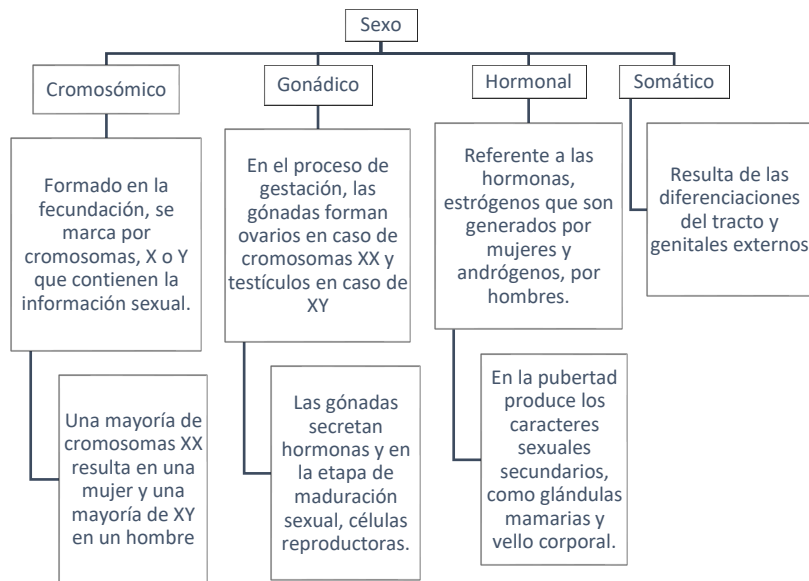 Sexo
Cromosómico
Formado en la
fecundación, se
marca por
cromosomas, X o Y
que contienen la
información sexual.
Una mayoría de
cromosomas XX
resulta en una
mujer y una
mayoría de XY
en un hombre
Gonádico
En el proceso de
gestación, las
gónadas forman
ovarios en caso de
cromosomas XX y
testículos en caso de
XY
Las gónadas
secretan
hormonas y en
la etapa de
maduración
sexual, células
reproductoras.
Hormonal
Referente a las
hormonas,
estrógenos que son
generados por
mujeres y
andrógenos, por
hombres.
En la pubertad
produce los
caracteres
sexuales
secundarios,
como glándulas
mamarias y
vello corporal.
Somático
Resulta de las
diferenciaciones
del tracto y
genitales externos